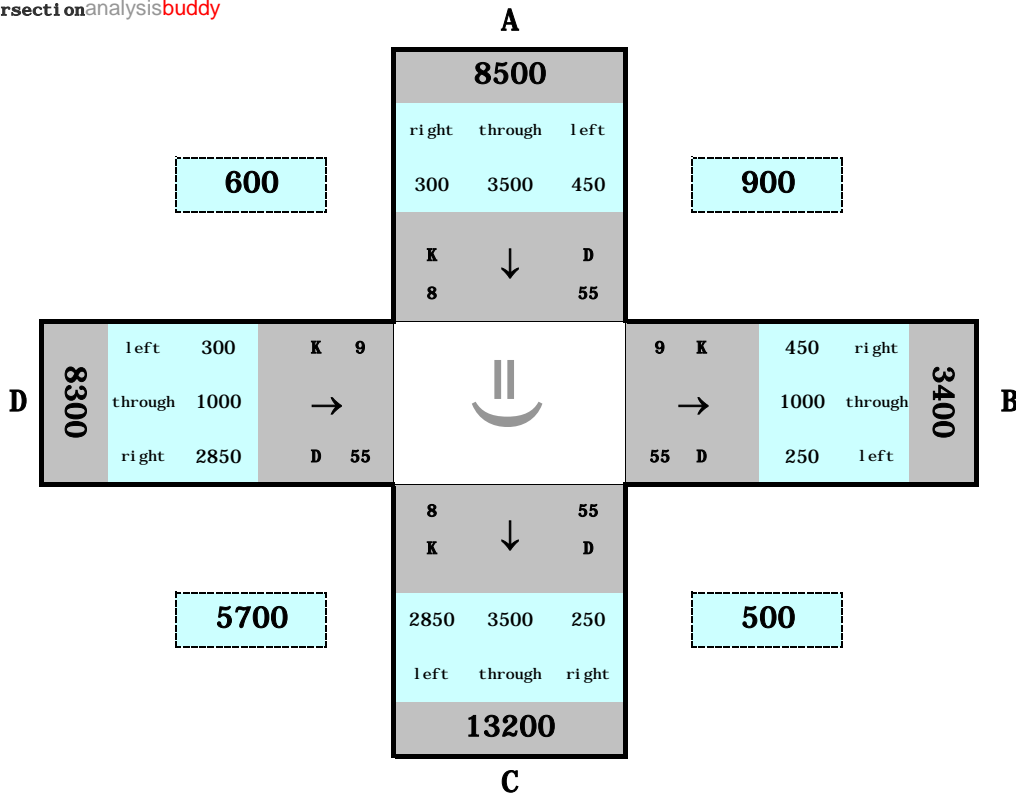 rsectionanalysisbuddy
A
8500
right through left
300 3500 450
600
900
K D
8 55
left 300 K 9
9 K 450 right
D 8300 through 1000
1000 through 3400 B
right 2850 D 55
55 D 250 left
8 55
K D
2850 3500 250
left through right
5700
500
13200
C